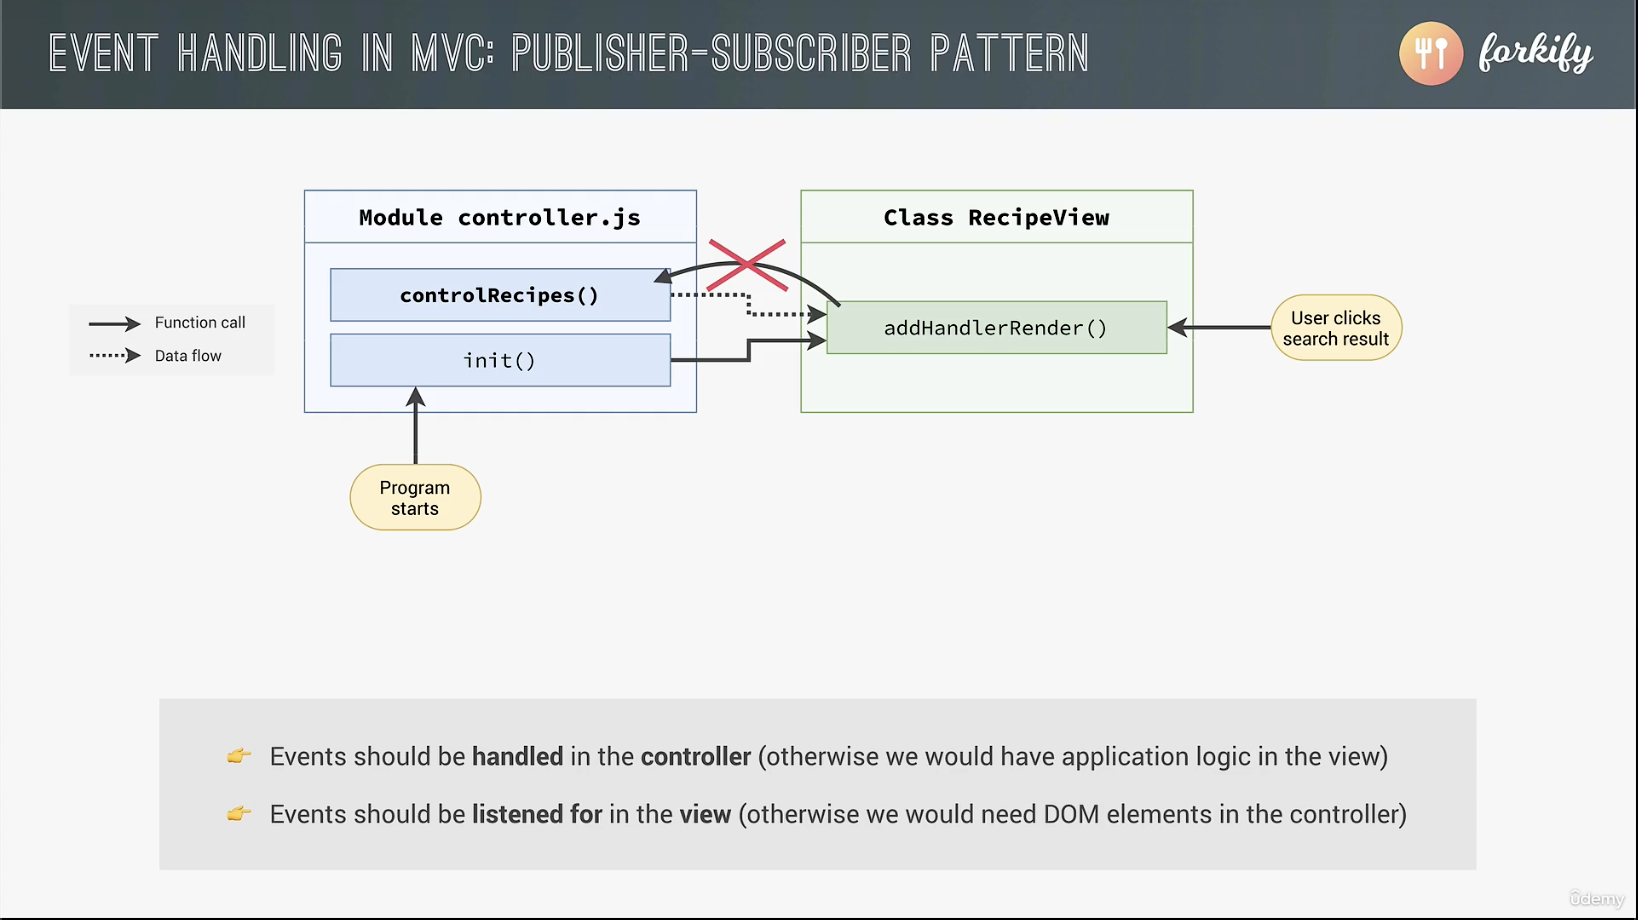 EVENT HANDLING IN MVC: PUBLISHER-SUBSCRIBER PATTERN
forkify
Module controller.js
Class RecipeView
controlRecipes()
addHandlerRender()
User clicks
search result
Function call
Data flow
init()
Program
starts
👉 Events should be handled in the controller (otherwise we would have application logic in the view)
👉 Events should be listened for in the view (otherwise we would need DOM elements in the controller)
ûdemy